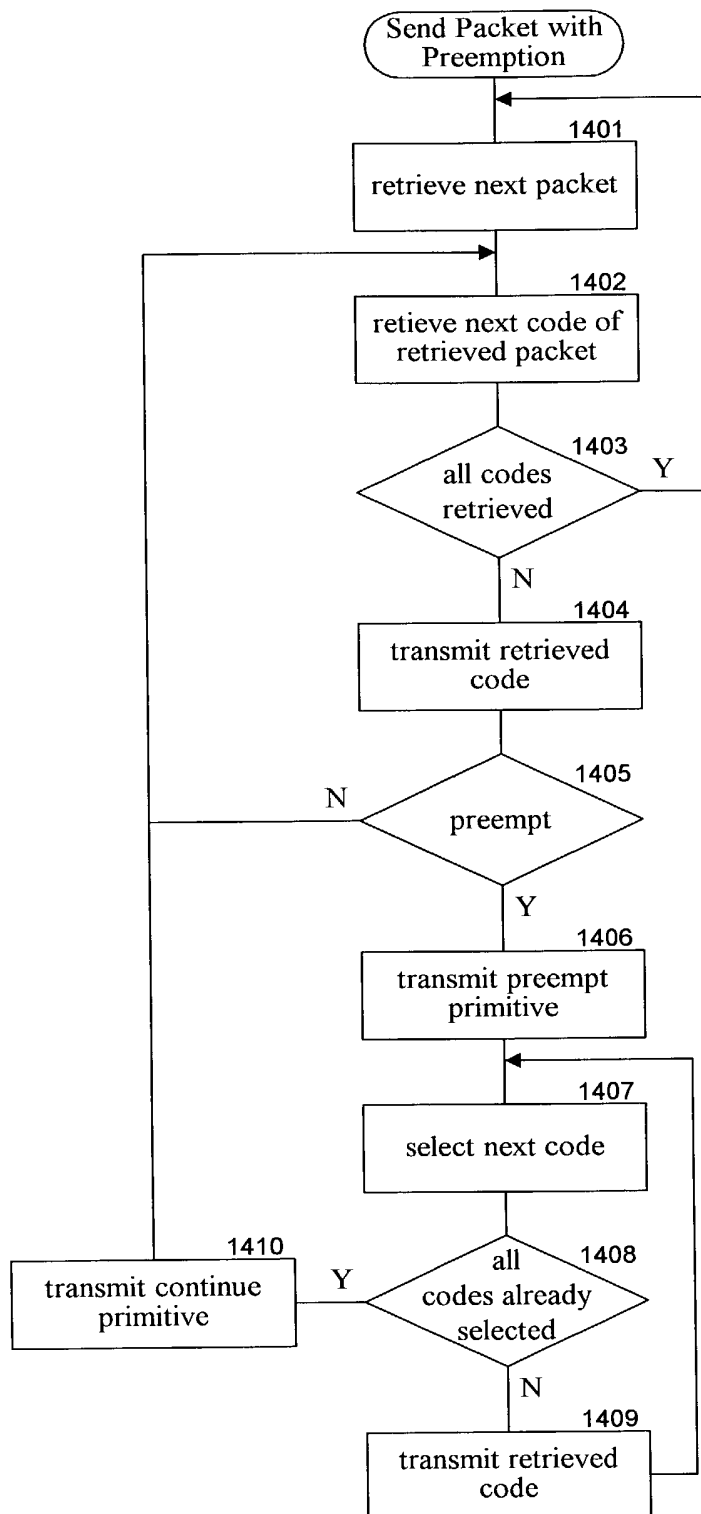 Send Packet with
Preemption
1401
retrieve next packet
1402
retieve next code of
retrieved packet
1403
all codes
retrieved
Y
N
1404
transmit retrieved
code
1405
preempt
N
Y
1406
transmit preempt
primitive
1407
select next code
1408
all
codes already
selected
Y
1410
transmit continue
primitive
N
1409
transmit retrieved
code